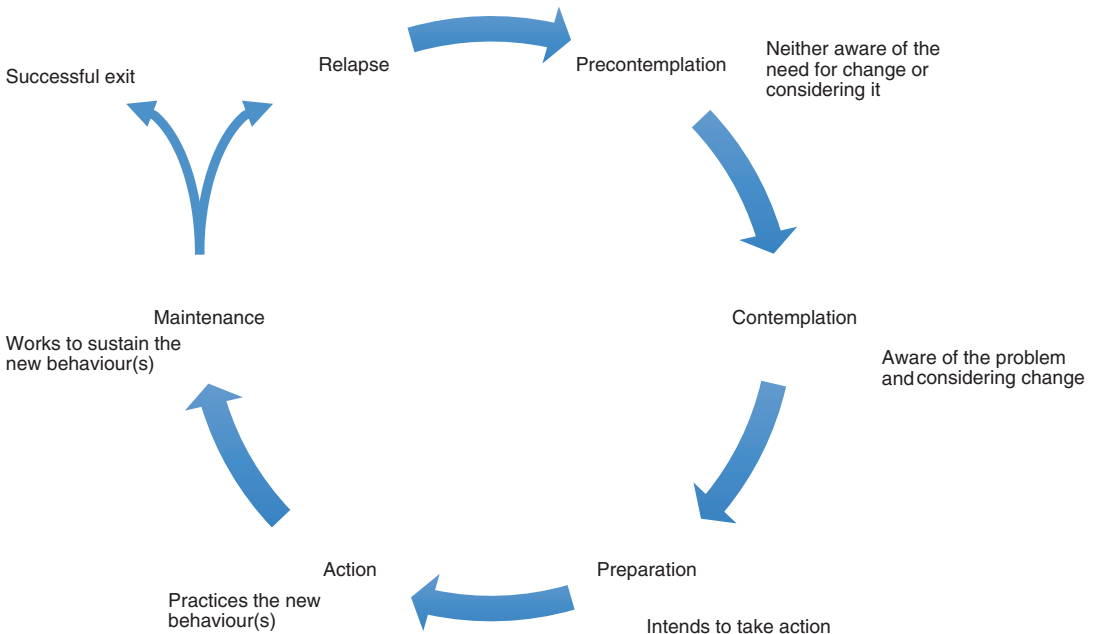 Relapse
Precontemplation
Neither aware of the
need for change or
considering it
Contemplation
Aware of the problem
and considering change
Preparation
Intends to take action
Action
Practices the new
behaviour(s)
Maintenance
Works to sustain the
new behaviour(s)
Successful exit